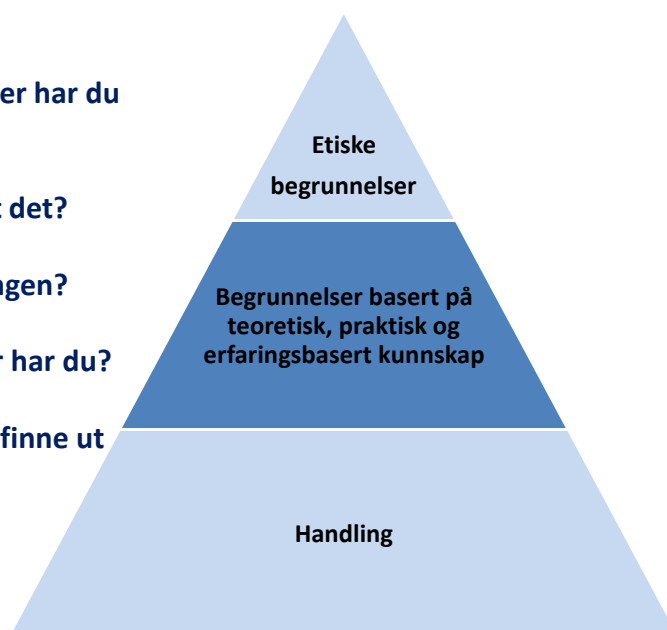 er har du
t det?
agen?
r har du?
finne ut
Etiske
begrunnelser
Begrunnelser basert på
teoretisk, praktisk og
erfaringsbasert kunnskap
Handling